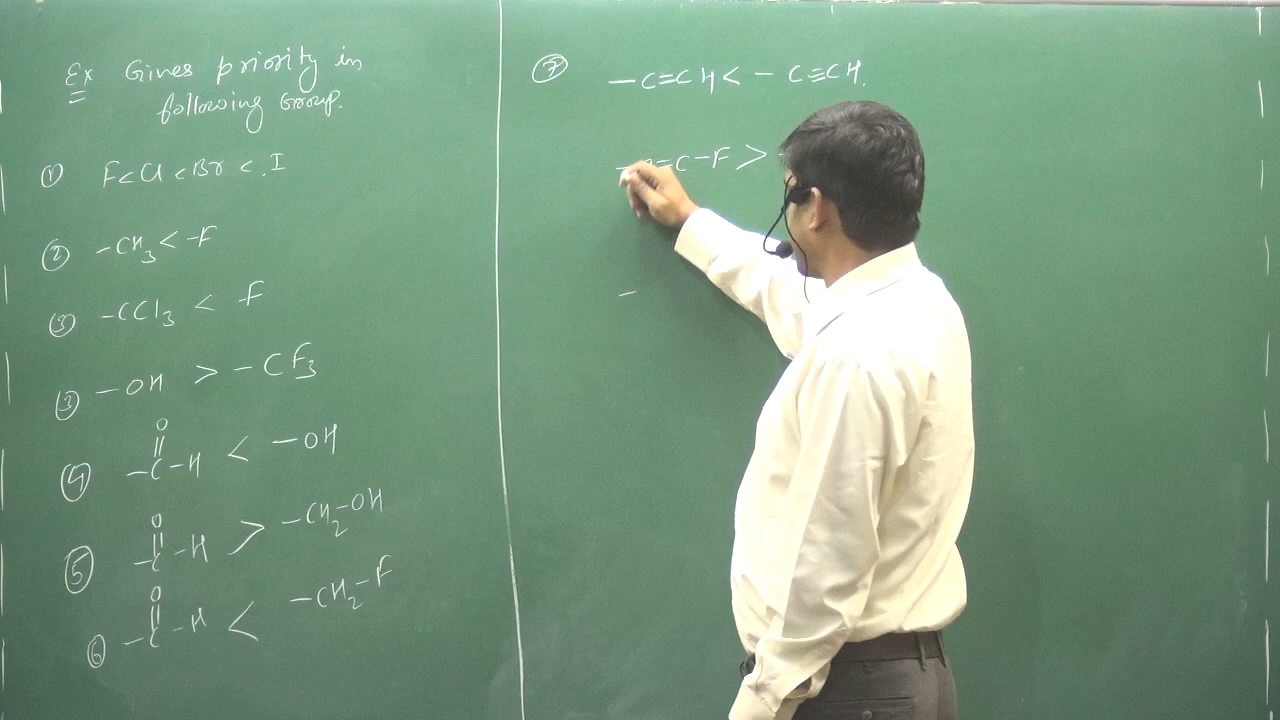 Ex Gives priority in
following Group.
① F < Cl < Br < I
② -CH₃ < -F
③ -CCl₃ < -F
③ -OH > -CF₃
O
||
④ -C-H < -OH
O
||
⑤ -C-H > -CH₂-OH
O
||
⑥ -C-H < -CH₂-F
⑦ -C=CH < -C≡CH.
=C-F >